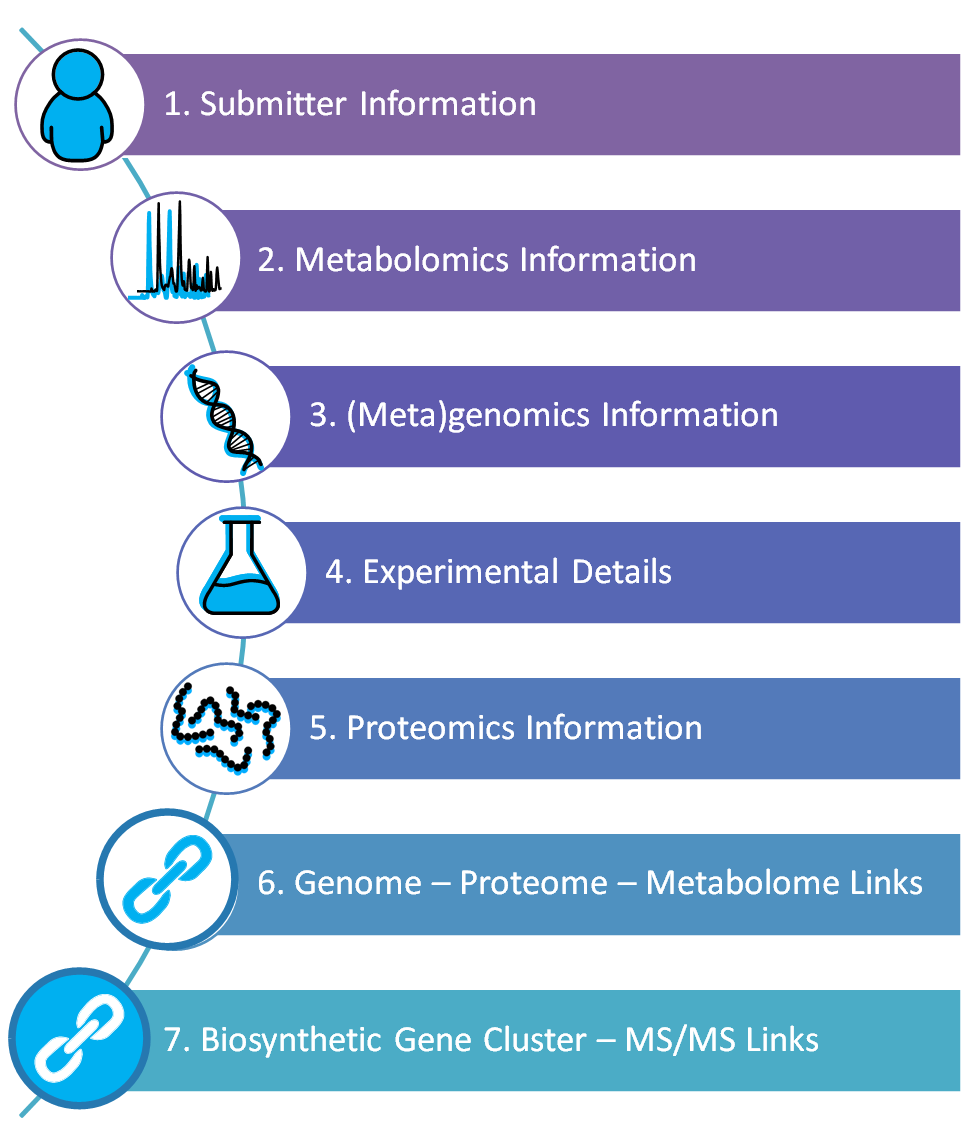 1. Submitter Information
2. Metabolomics Information
3. (Meta)genomics Information
4. Experimental Details
5. Proteomics Information
6. Genome – Proteome – Metabolome Links
7. Biosynthetic Gene Cluster – MS/MS Links